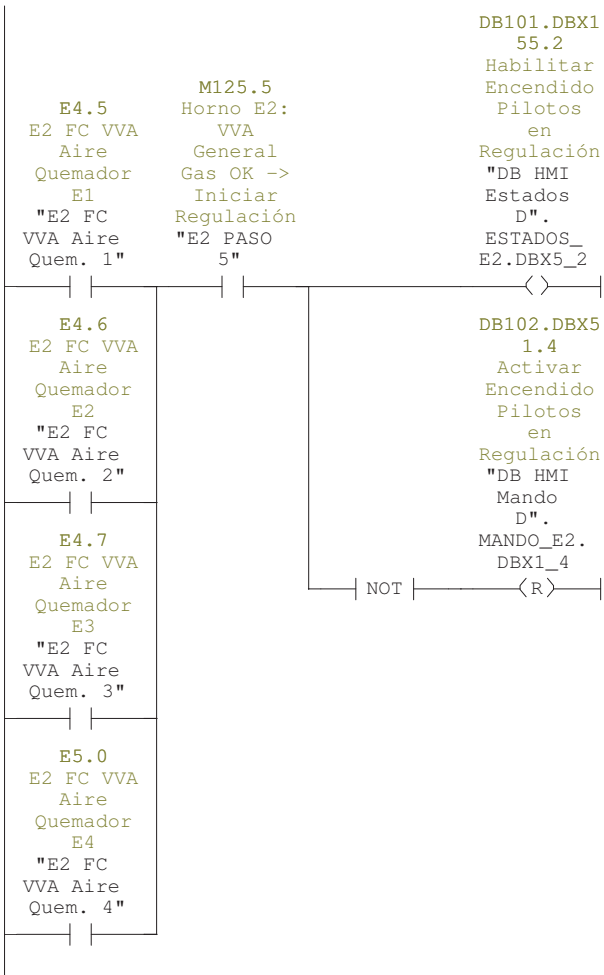 E4.5
E2 FC VVA
Aire
Quemador
E1
"E2 FC
VVA Aire
Quem. 1"
M125.5
Horno E2:
VVA
General
Gas OK ->
Iniciar
Regulación
"E2 PASO
5"
DB101.DBX1
55.2
Habilitar
Encendido
Pilotos
en
Regulación
"DB HMI
Estados
D".
ESTADOS_
E2.DBX5_2
E4.6
E2 FC VVA
Aire
Quemador
E2
"E2 FC
VVA Aire
Quem. 2"
DB102.DBX5
1.4
Activar
Encendido
Pilotos
en
Regulación
"DB HMI
Mando
D".
MANDO_E2.
DBX1_4
NOT
R
E4.7
E2 FC VVA
Aire
Quemador
E3
"E2 FC
VVA Aire
Quem. 3"
E5.0
E2 FC VVA
Aire
Quemador
E4
"E2 FC
VVA Aire
Quem. 4"